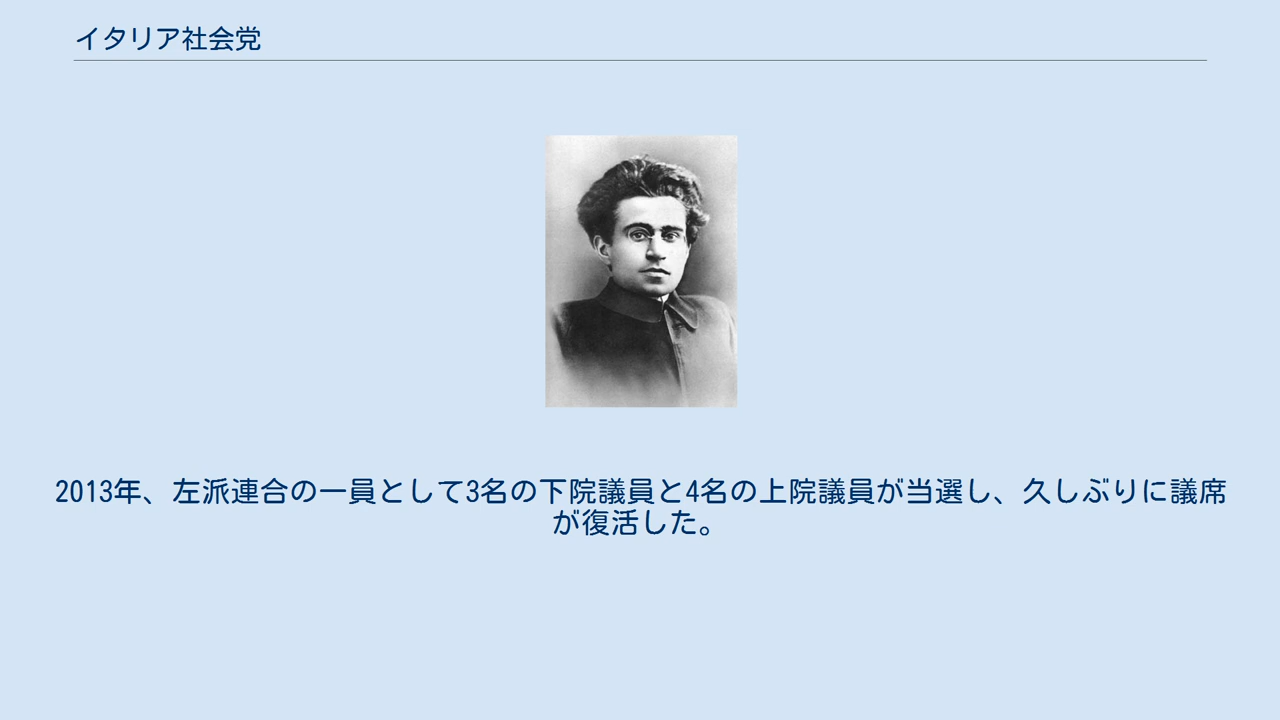 イタリア社会党
2013年、左派連合の一員として3名の下院議員と4名の上院議員が当選し、久しぶりに議席
が復活した。